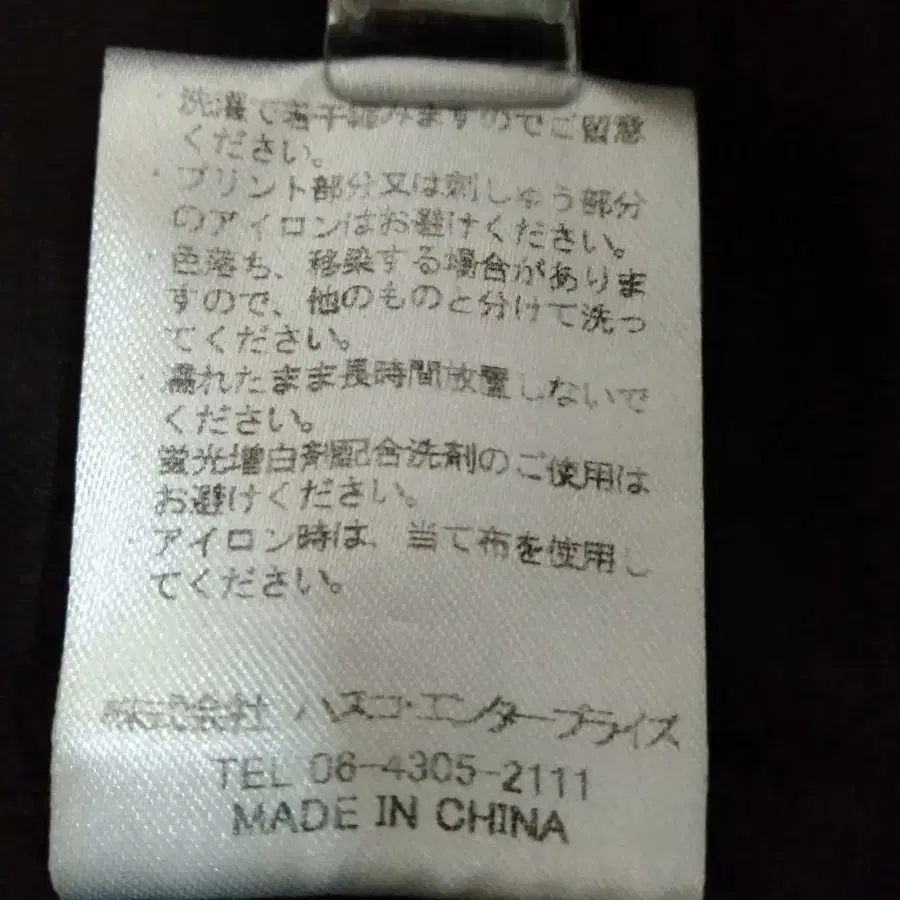 ・洗濯で若干縮みますのでご留意
ください。
・プリント部分又は刺しゅう部分
のアイロンはお避けください。
・色落ち、移染する場合がありま
すので、他のものと分けて洗っ
てください。
・濡れたまま長時間放置しないで
ください。
・蛍光増白剤配合洗剤のご使用は
お避けください。
・アイロン時は、当て布を使用し
てください。
株式会社 ハズコ・エンタープライズ
TEL 06-4305-2111
MADE IN CHINA